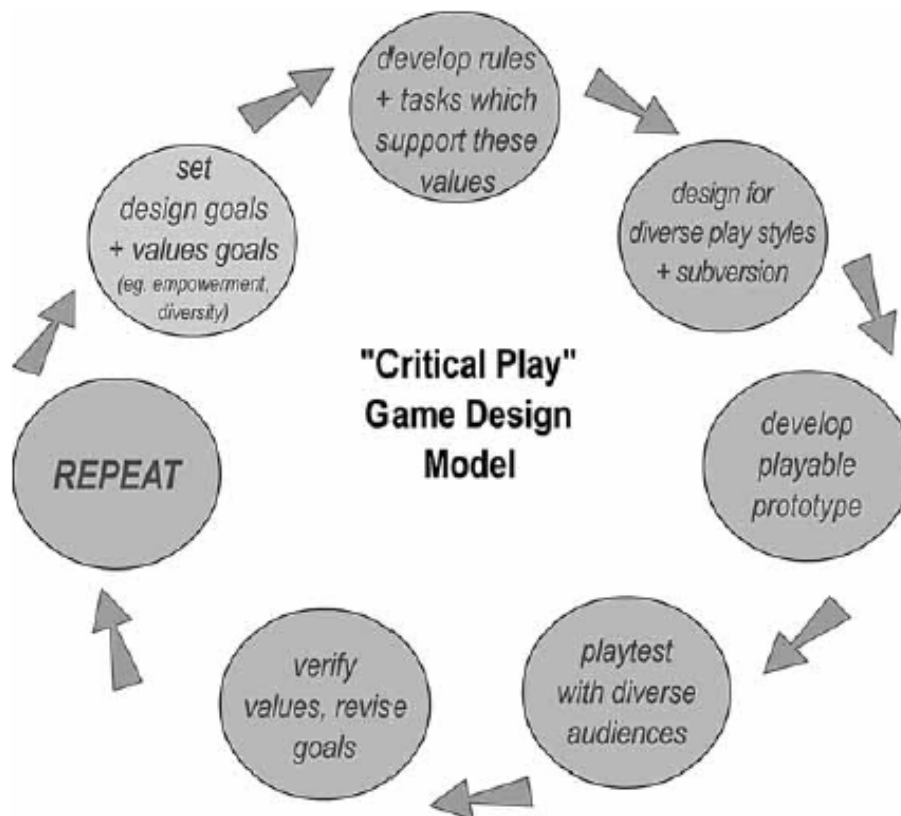 "Critical Play"
Game Design
Model
set
design goals
+ values goals
(eg. empowerment,
diversity)
develop rules
+ tasks which
support these
values
design for
diverse play styles
+ subversion
develop
playable
prototype
playtest
with diverse
audiences
verify
values, revise
goals
REPEAT